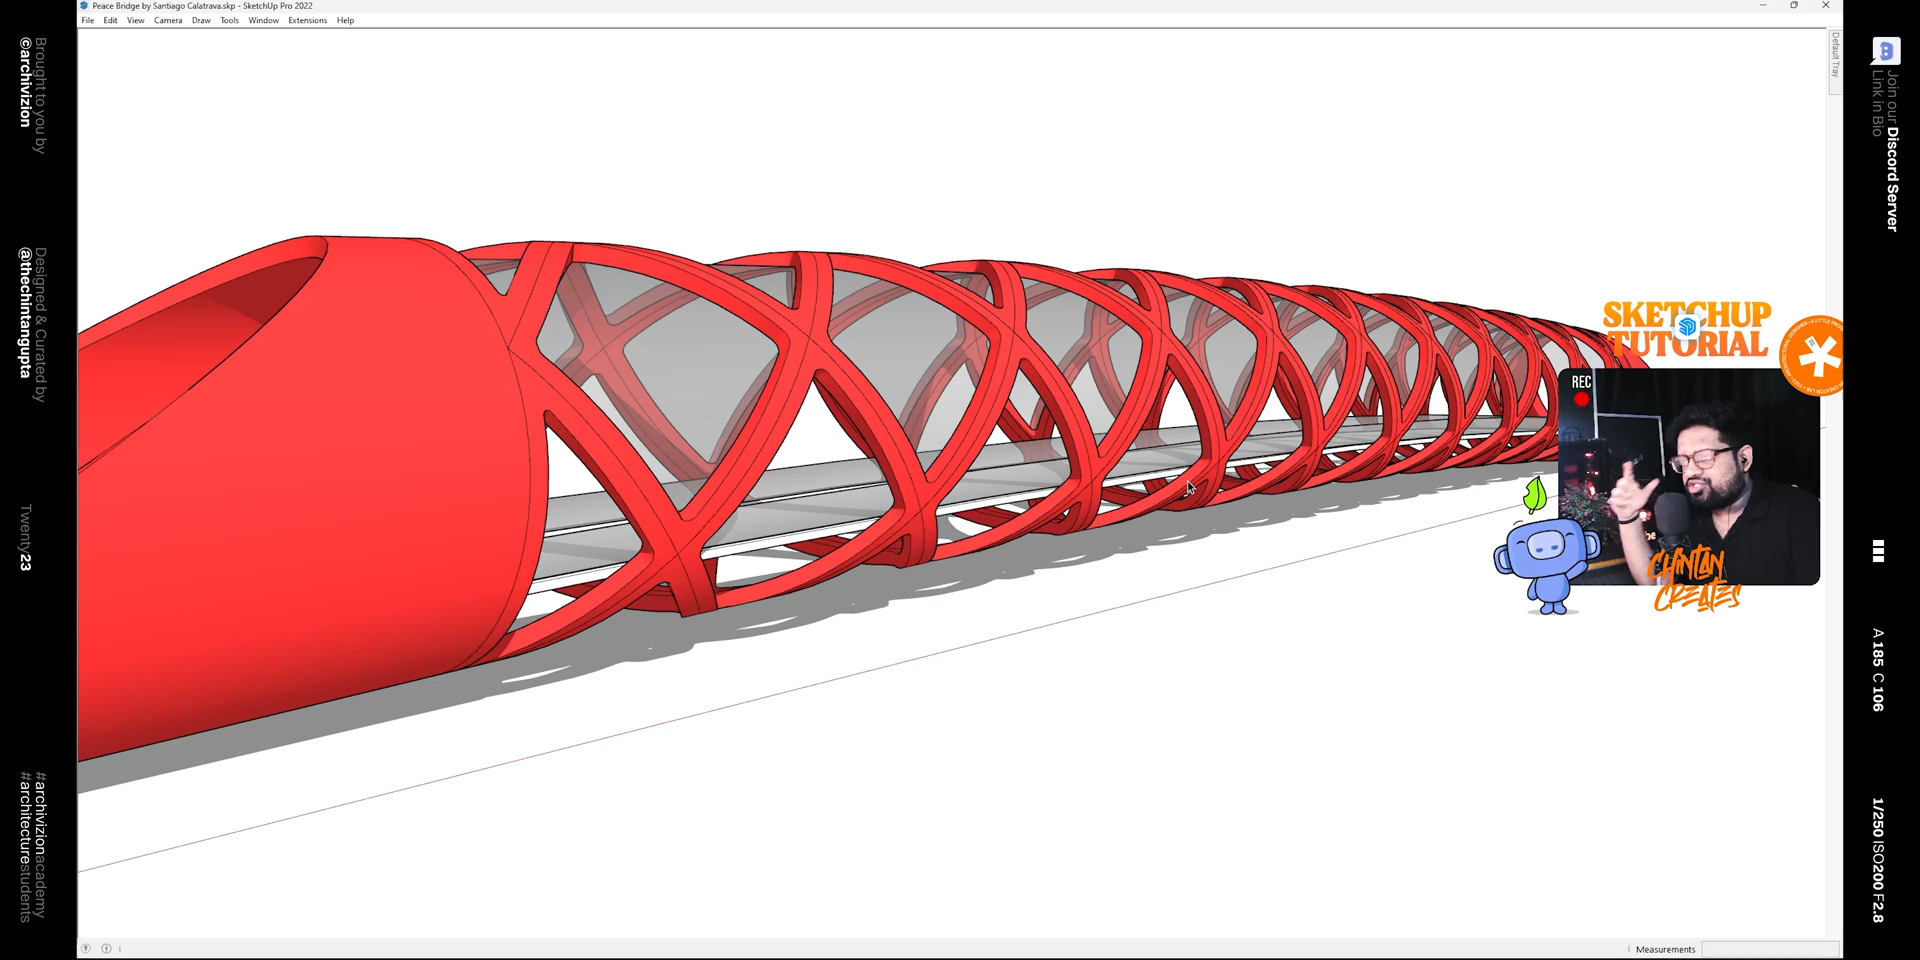 Peace Bridge by Santiago Calatrava.skp - SketchUp Pro 2022
File Edit View Camera Draw Tools Window Extensions Help
Default Tray
Brought to you by
©archivizion
Designed & Curated by
@thechintangupta
Twenty23
#archivizionacademy
#architecturestudents
Join our Discord Server
Link in Bio
SKETCHUP
TUTORIAL
REC
CHINTAN
CREATES
A 185 C 106
1/250 ISO200 F2.8
Measurements